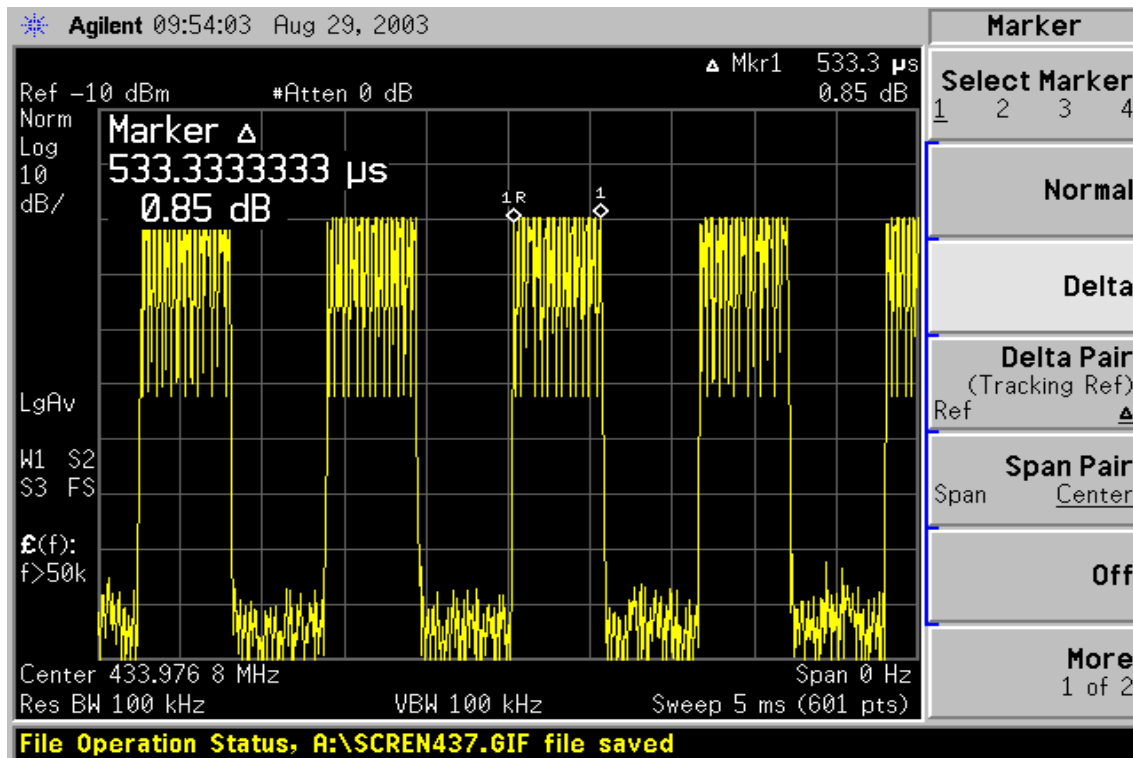 Agilent 09:54:03 Aug 29, 2003
Marker
Δ Mkr1 533.3 µs
Ref −10 dBm #Atten 0 dB 0.85 dB
Norm
Log
10
dB/
Marker Δ
533.3333333 µs
0.85 dB
1R 1
LgAv
W1 S2
S3 FS
£(f):
f>50k
Center 433.976 8 MHz Span 0 Hz
Res BW 100 kHz VBW 100 kHz Sweep 5 ms (601 pts)
Select Marker
1 2 3 4
Normal
Delta
Delta Pair
(Tracking Ref)
Ref Δ
Span Pair
Span Center
Off
More
1 of 2
File Operation Status, A:\SCREN437.GIF file saved